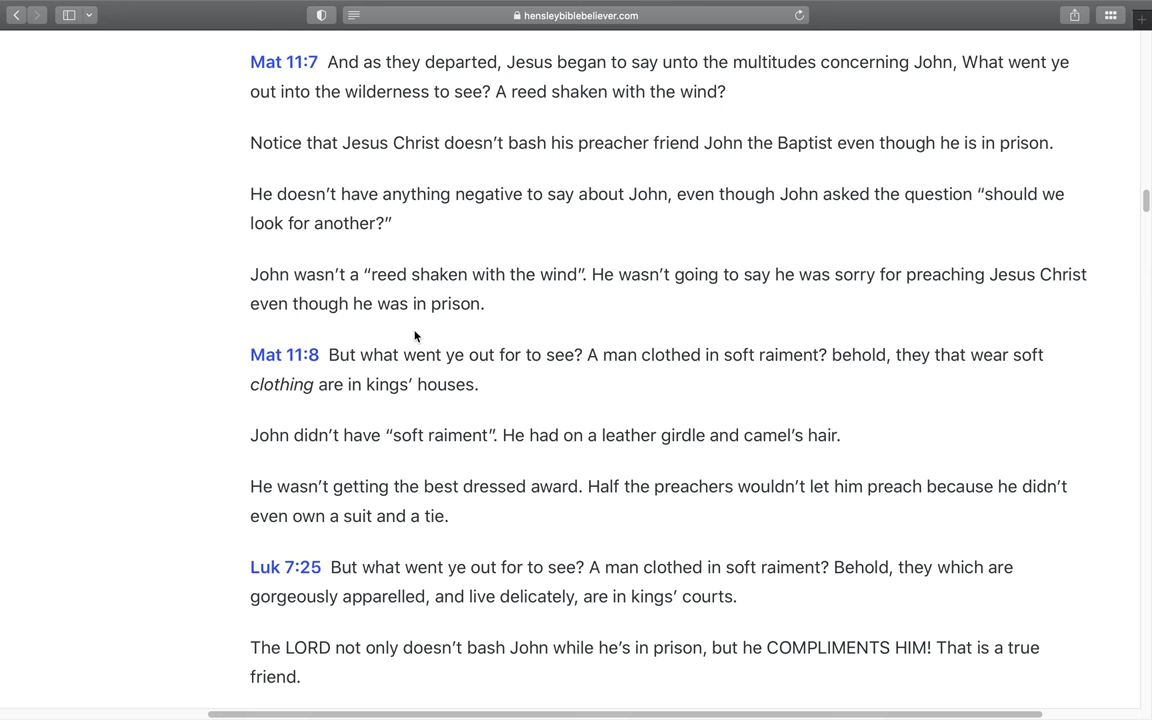 hensleybiblebeliever.com
Mat 11:7 And as they departed, Jesus began to say unto the multitudes concerning John, What went ye
out into the wilderness to see? A reed shaken with the wind?
Notice that Jesus Christ doesn’t bash his preacher friend John the Baptist even though he is in prison.
He doesn’t have anything negative to say about John, even though John asked the question “should we
look for another?”
John wasn’t a “reed shaken with the wind”. He wasn’t going to say he was sorry for preaching Jesus Christ
even though he was in prison.
Mat 11:8 But what went ye out for to see? A man clothed in soft raiment? behold, they that wear soft
clothing are in kings’ houses.
John didn’t have “soft raiment”. He had on a leather girdle and camel’s hair.
He wasn’t getting the best dressed award. Half the preachers wouldn’t let him preach because he didn’t
even own a suit and a tie.
Luk 7:25 But what went ye out for to see? A man clothed in soft raiment? Behold, they which are
gorgeously apparelled, and live delicately, are in kings’ courts.
The LORD not only doesn’t bash John while he’s in prison, but he COMPLIMENTS HIM! That is a true
friend.